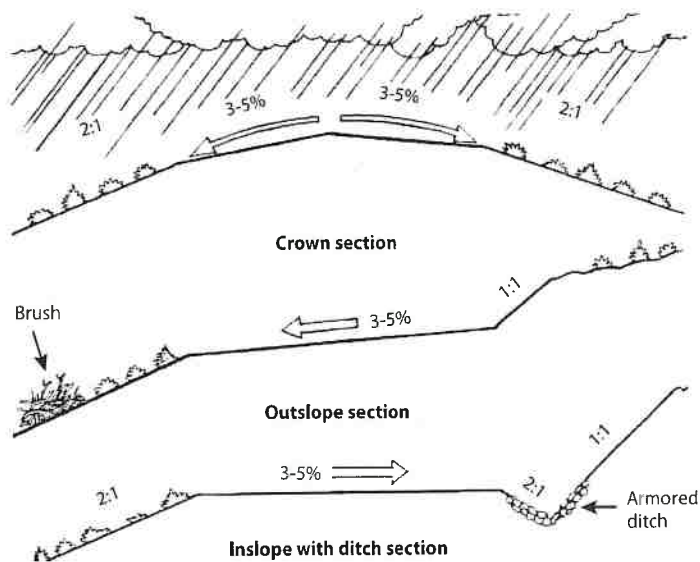 3-5%
3-5%
2:1
2:1
Crown section
1:1
Brush
3-5%
Outslope section
1:1
2:1
3-5%
2:1
Armored
ditch
Inslope with ditch section